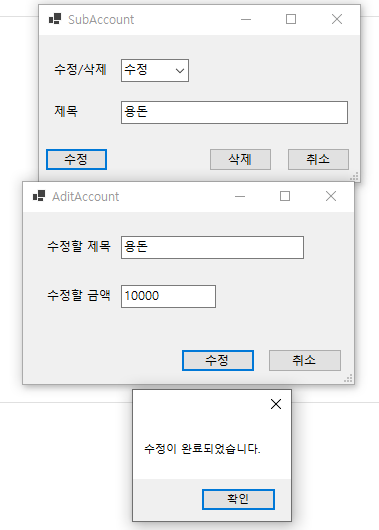 SubAccount
수정/삭제 수정
제목 용돈
수정 삭제 취소
AditAccount
수정할 제목 용돈
수정할 금액 10000
수정 취소
수정이 완료되었습니다.
확인